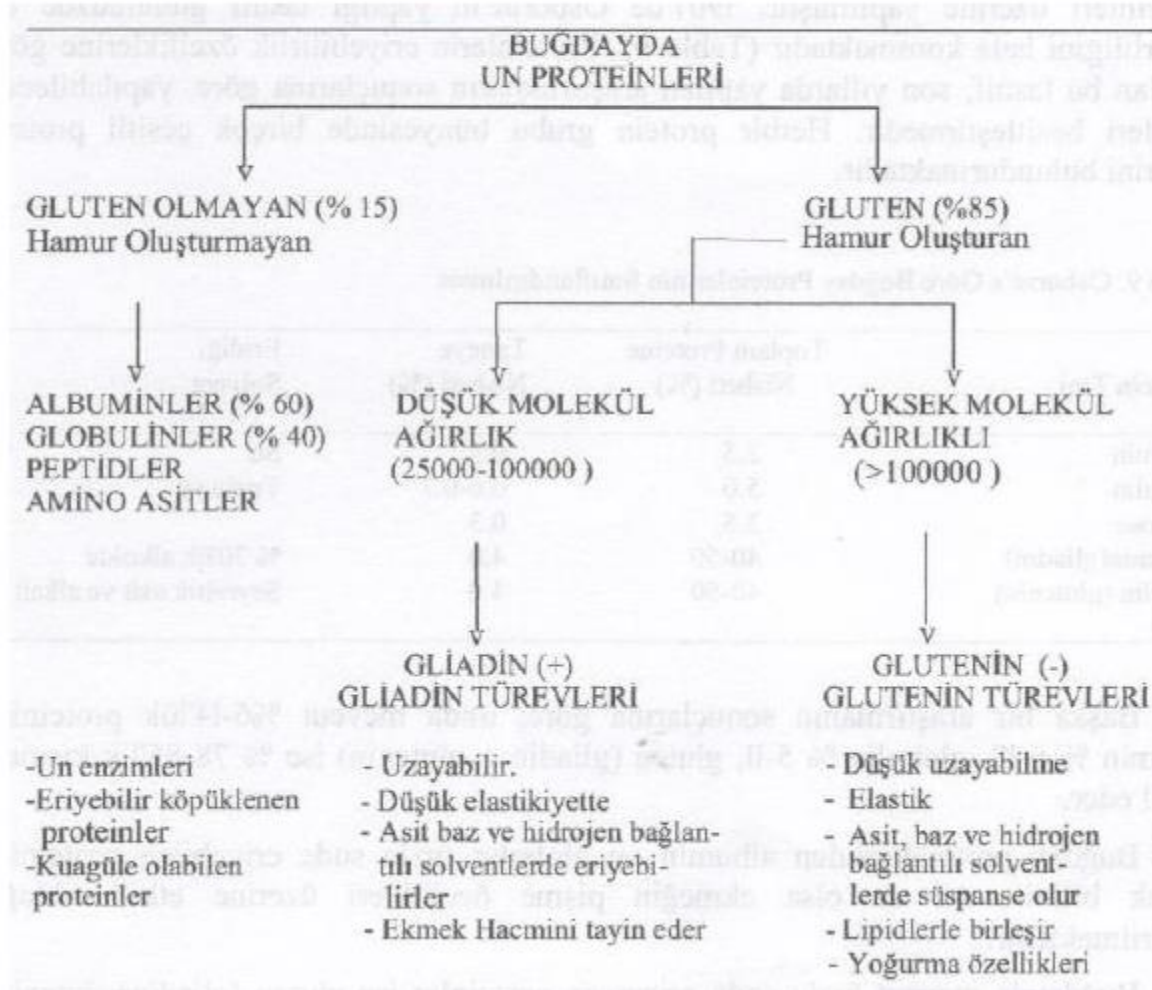 BUĞDAYDA
UN PROTEİNLERİ
GLUTEN OLMAYAN (% 15)
Hamur Oluşturmayan
GLUTEN (%85)
Hamur Oluşturan
ALBUMİNLER (% 60)
GLOBULİNLER (% 40)
PEPTİDLER
AMİNO ASİTLER
DÜŞÜK MOLEKÜL
AĞIRLIK
(25000-100000 )
YÜKSEK MOLEKÜL
AĞIRLIKLI
(>100000 )
GLİADİN (+)
GLİADİN TÜREVLERİ
GLUTENİN (-)
GLUTENİN TÜREVLERİ
-Un enzimleri
-Eriyebilir köpüklenen
proteinler
-Kuagüle olabilen
proteinler
- Uzayabilir.
- Düşük elastikiyette
- Asit baz ve hidrojen bağlan-
tılı solventlerde eriyebi-
lirler
- Ekmek Hacmini tayin eder
- Düşük uzayabilme
- Elastik
- Asit, baz ve hidrojen
bağlantılı solvent-
lerde süspanse olur
- Lipidlerle birleşir
- Yoğurma özellikleri